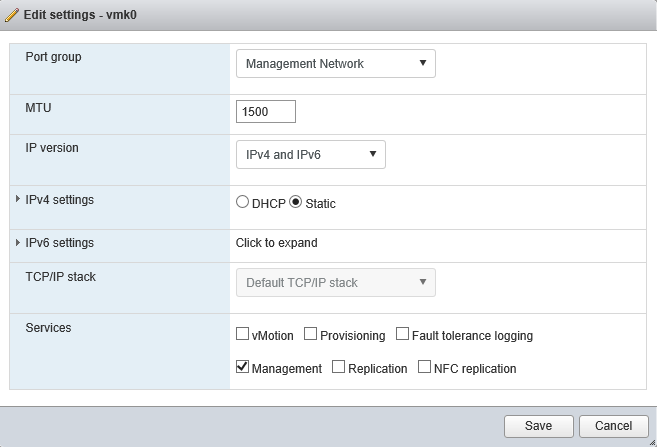 Edit settings - vmk0
Port group
Management Network
MTU
1500
IP version
IPv4 and IPv6
IPv4 settings
DHCP Static
IPv6 settings
Click to expand
TCP/IP stack
Default TCP/IP stack
Services
vMotion Provisioning Fault tolerance logging
Management Replication NFC replication
Save Cancel